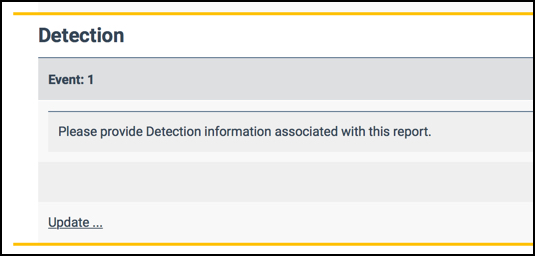 Detection
Event: 1
Please provide Detection information associated with this report.
Update ...